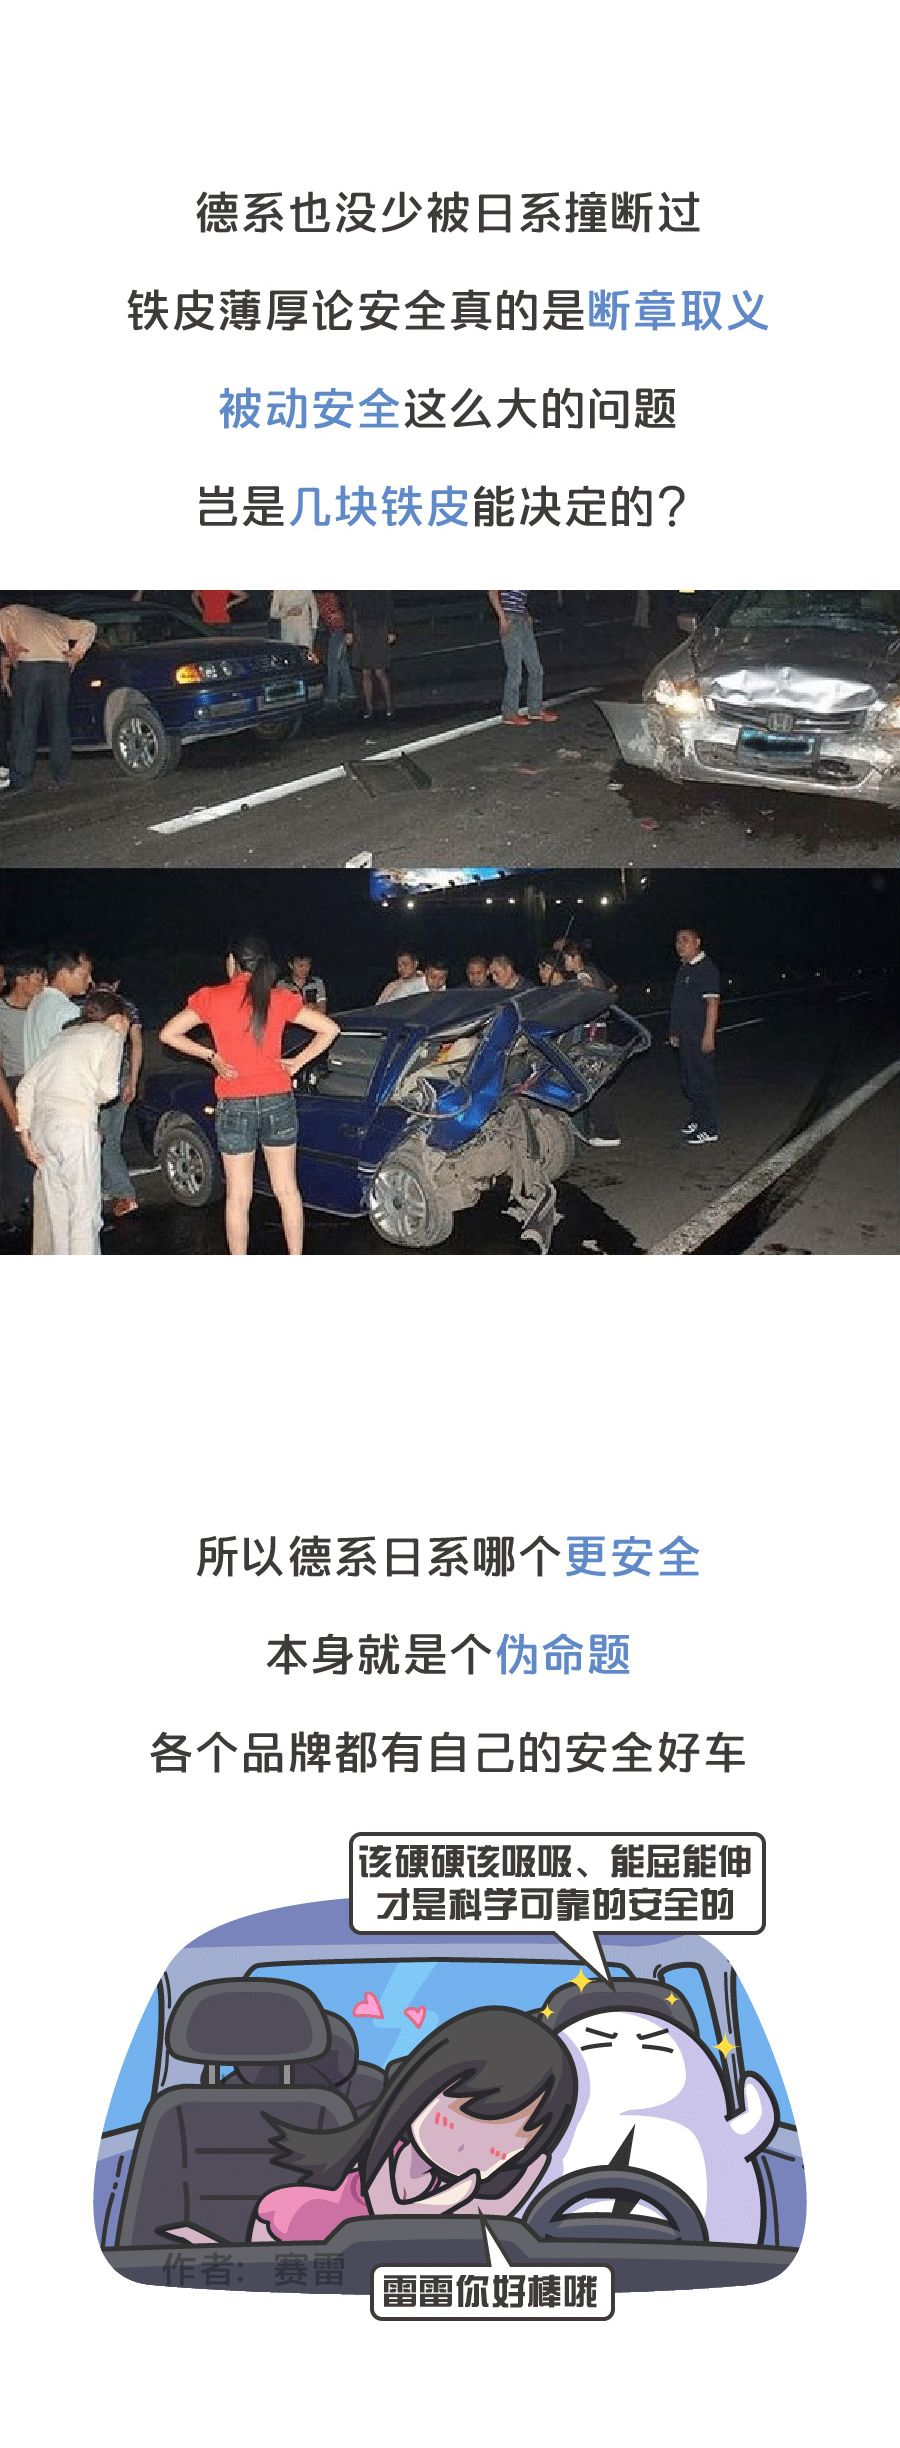 德系也没少被日系撞断过
铁皮薄厚论安全真的是断章取义
被动安全这么大的问题
岂是几块铁皮能决定的?
所以德系日系哪个更安全
本身就是个伪命题
各个品牌都有自己的安全好车
该硬硬该吸吸、能屈能伸
才是科学可靠的安全的
作者：赛雷
雷雷你好棒哦